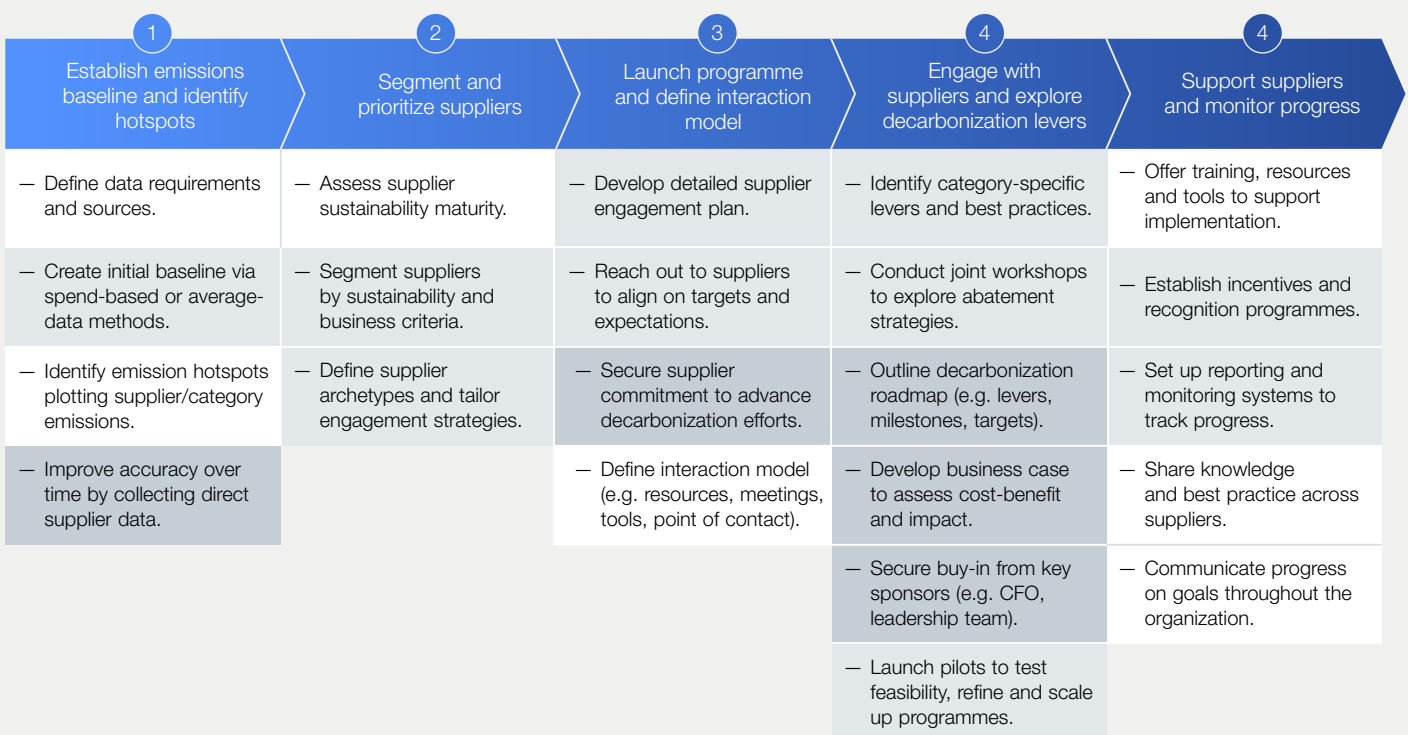 1
Establish emissions
baseline and identify
hotspots
— Define data requirements
and sources.
— Create initial baseline via
spend-based or average-
data methods.
— Identify emission hotspots
plotting supplier/category
emissions.
— Improve accuracy over
time by collecting direct
supplier data.
2
Segment and
prioritize suppliers
— Assess supplier
sustainability maturity.
— Segment suppliers
by sustainability and
business criteria.
— Define supplier
archetypes and tailor
engagement strategies.
3
Launch programme
and define interaction
model
— Develop detailed supplier
engagement plan.
— Reach out to suppliers
to align on targets and
expectations.
— Secure supplier
commitment to advance
decarbonization efforts.
— Define interaction model
(e.g. resources, meetings,
tools, point of contact).
4
Engage with
suppliers and explore
decarbonization levers
— Identify category-specific
levers and best practices.
— Conduct joint workshops
to explore abatement
strategies.
— Outline decarbonization
roadmap (e.g. levers,
milestones, targets).
— Develop business case
to assess cost-benefit
and impact.
— Secure buy-in from key
sponsors (e.g. CFO,
leadership team).
— Launch pilots to test
feasibility, refine and scale
up programmes.
4
Support suppliers
and monitor progress
— Offer training, resources
and tools to support
implementation.
— Establish incentives and
recognition programmes.
— Set up reporting and
monitoring systems to
track progress.
— Share knowledge
and best practice across
suppliers.
— Communicate progress
on goals throughout the
organization.